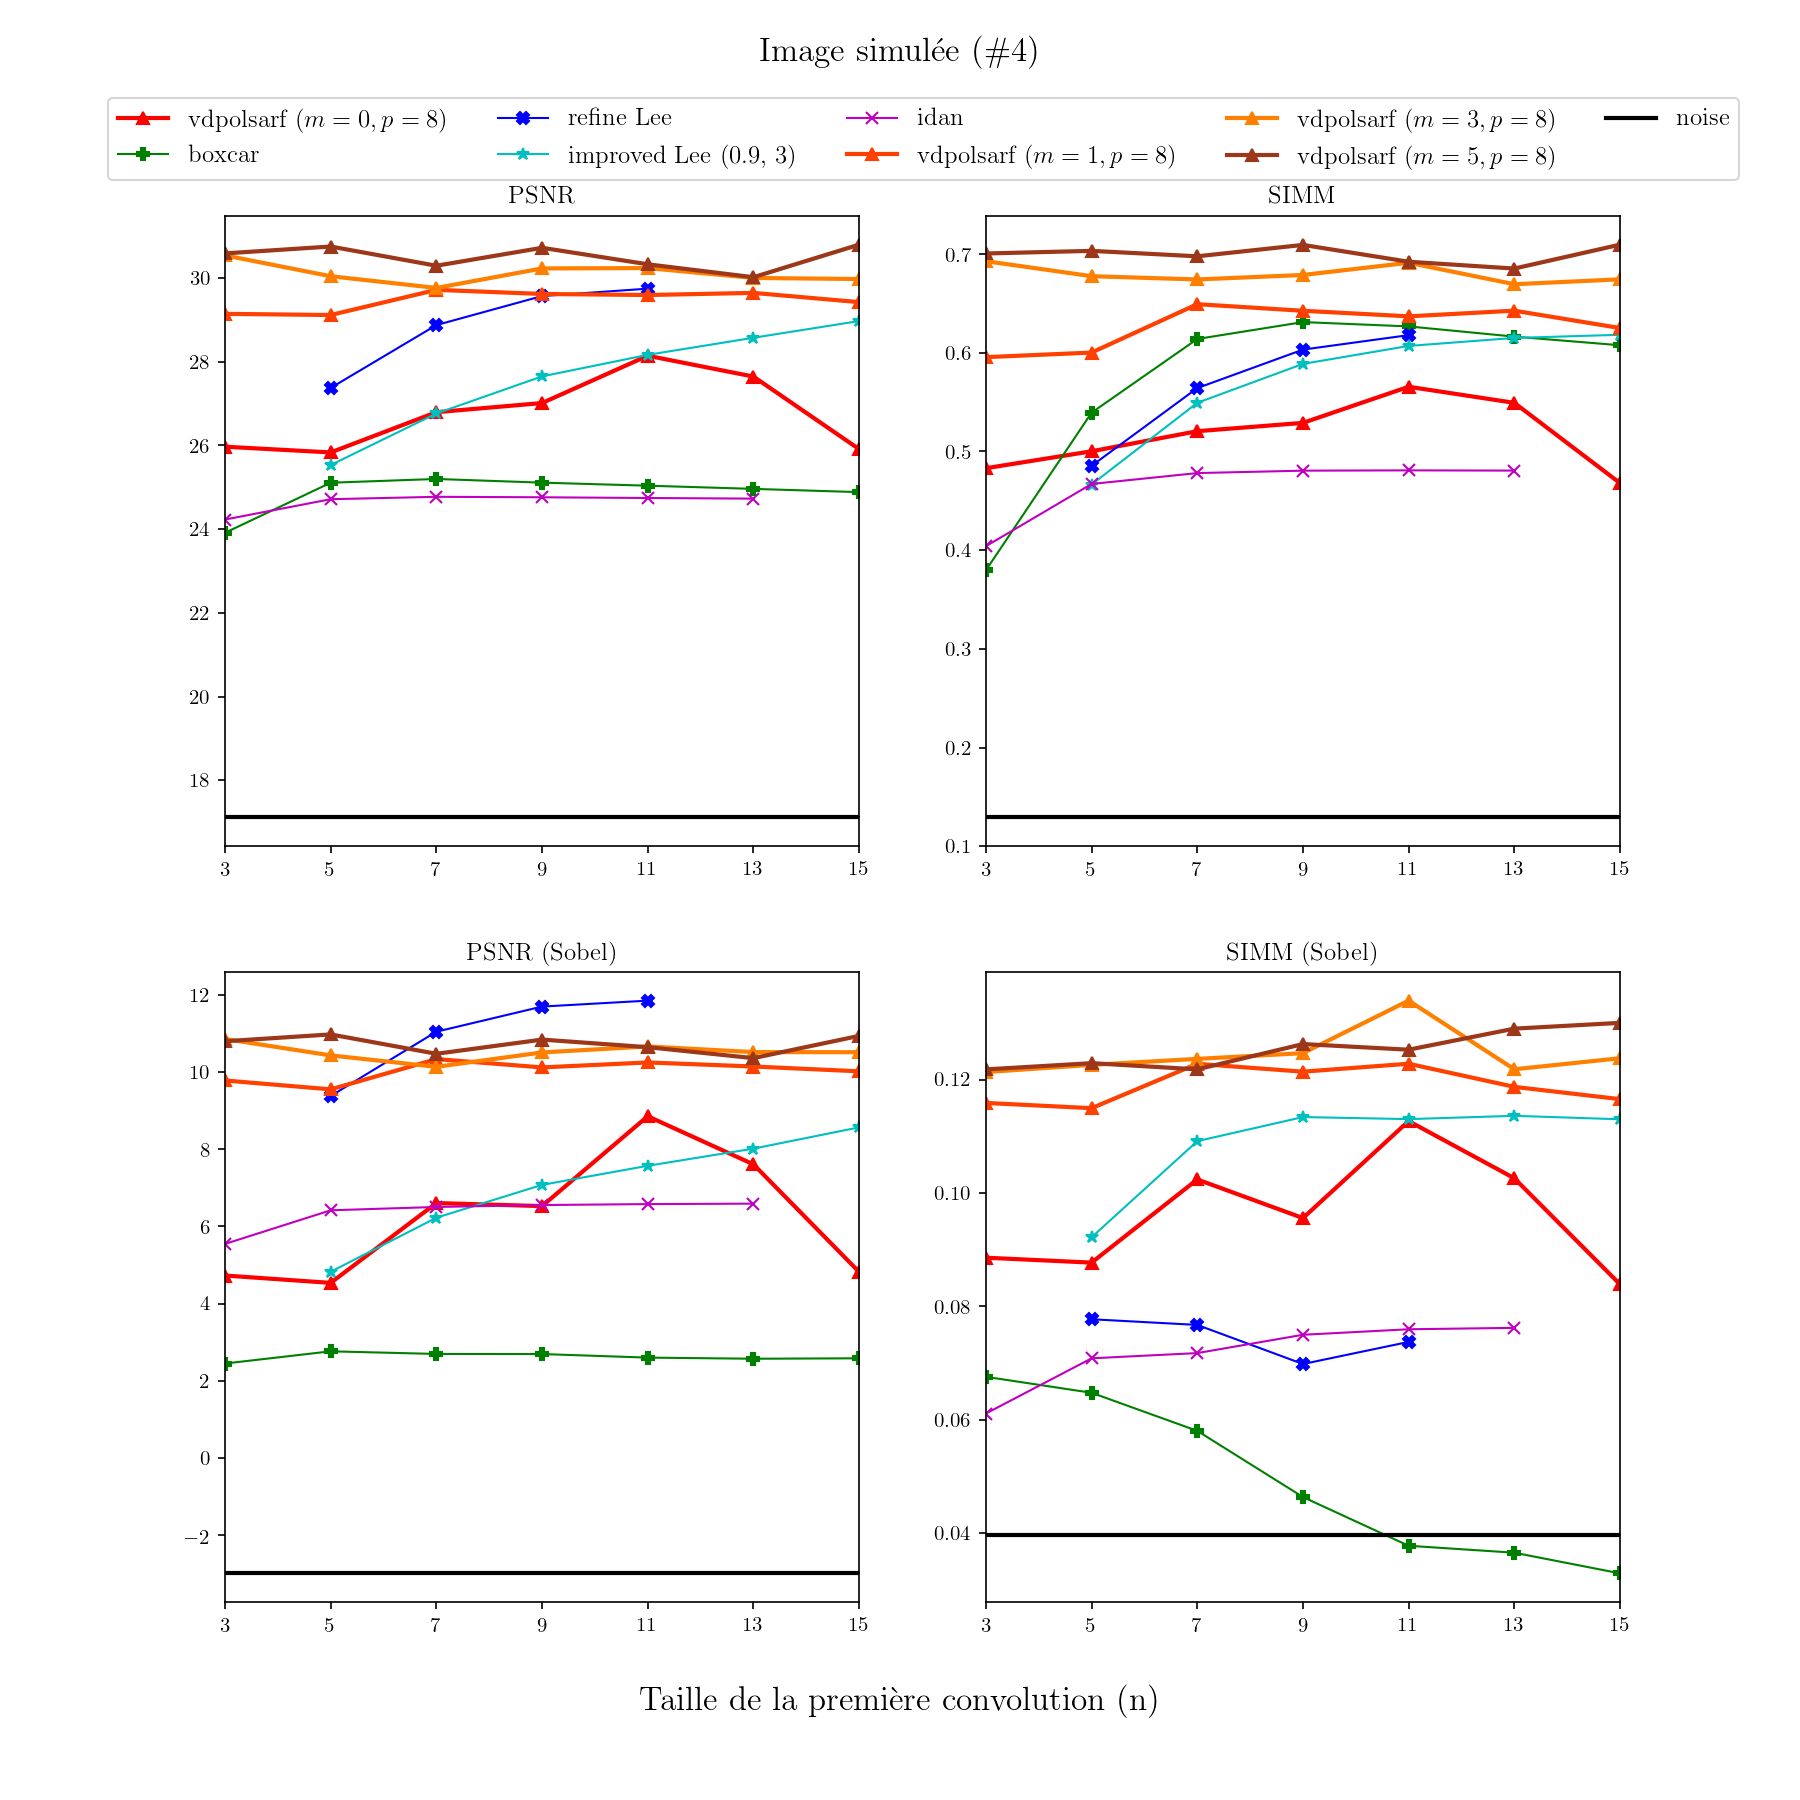 Image simulée (#4)
vdpolsarf (m = 0, p = 8) refine Lee idan vdpolsarf (m = 3, p = 8) noise
boxcar improved Lee (0.9, 3) vdpolsarf (m = 1, p = 8) vdpolsarf (m = 5, p = 8)
PSNR
30
28
26
24
22
20
18
3 5 7 9 11 13 15
SIMM
0.7
0.6
0.5
0.4
0.3
0.2
0.1
3 5 7 9 11 13 15
PSNR (Sobel)
12
10
8
6
4
2
0
−2
3 5 7 9 11 13 15
SIMM (Sobel)
0.12
0.10
0.08
0.06
0.04
3 5 7 9 11 13 15
Taille de la première convolution (n)